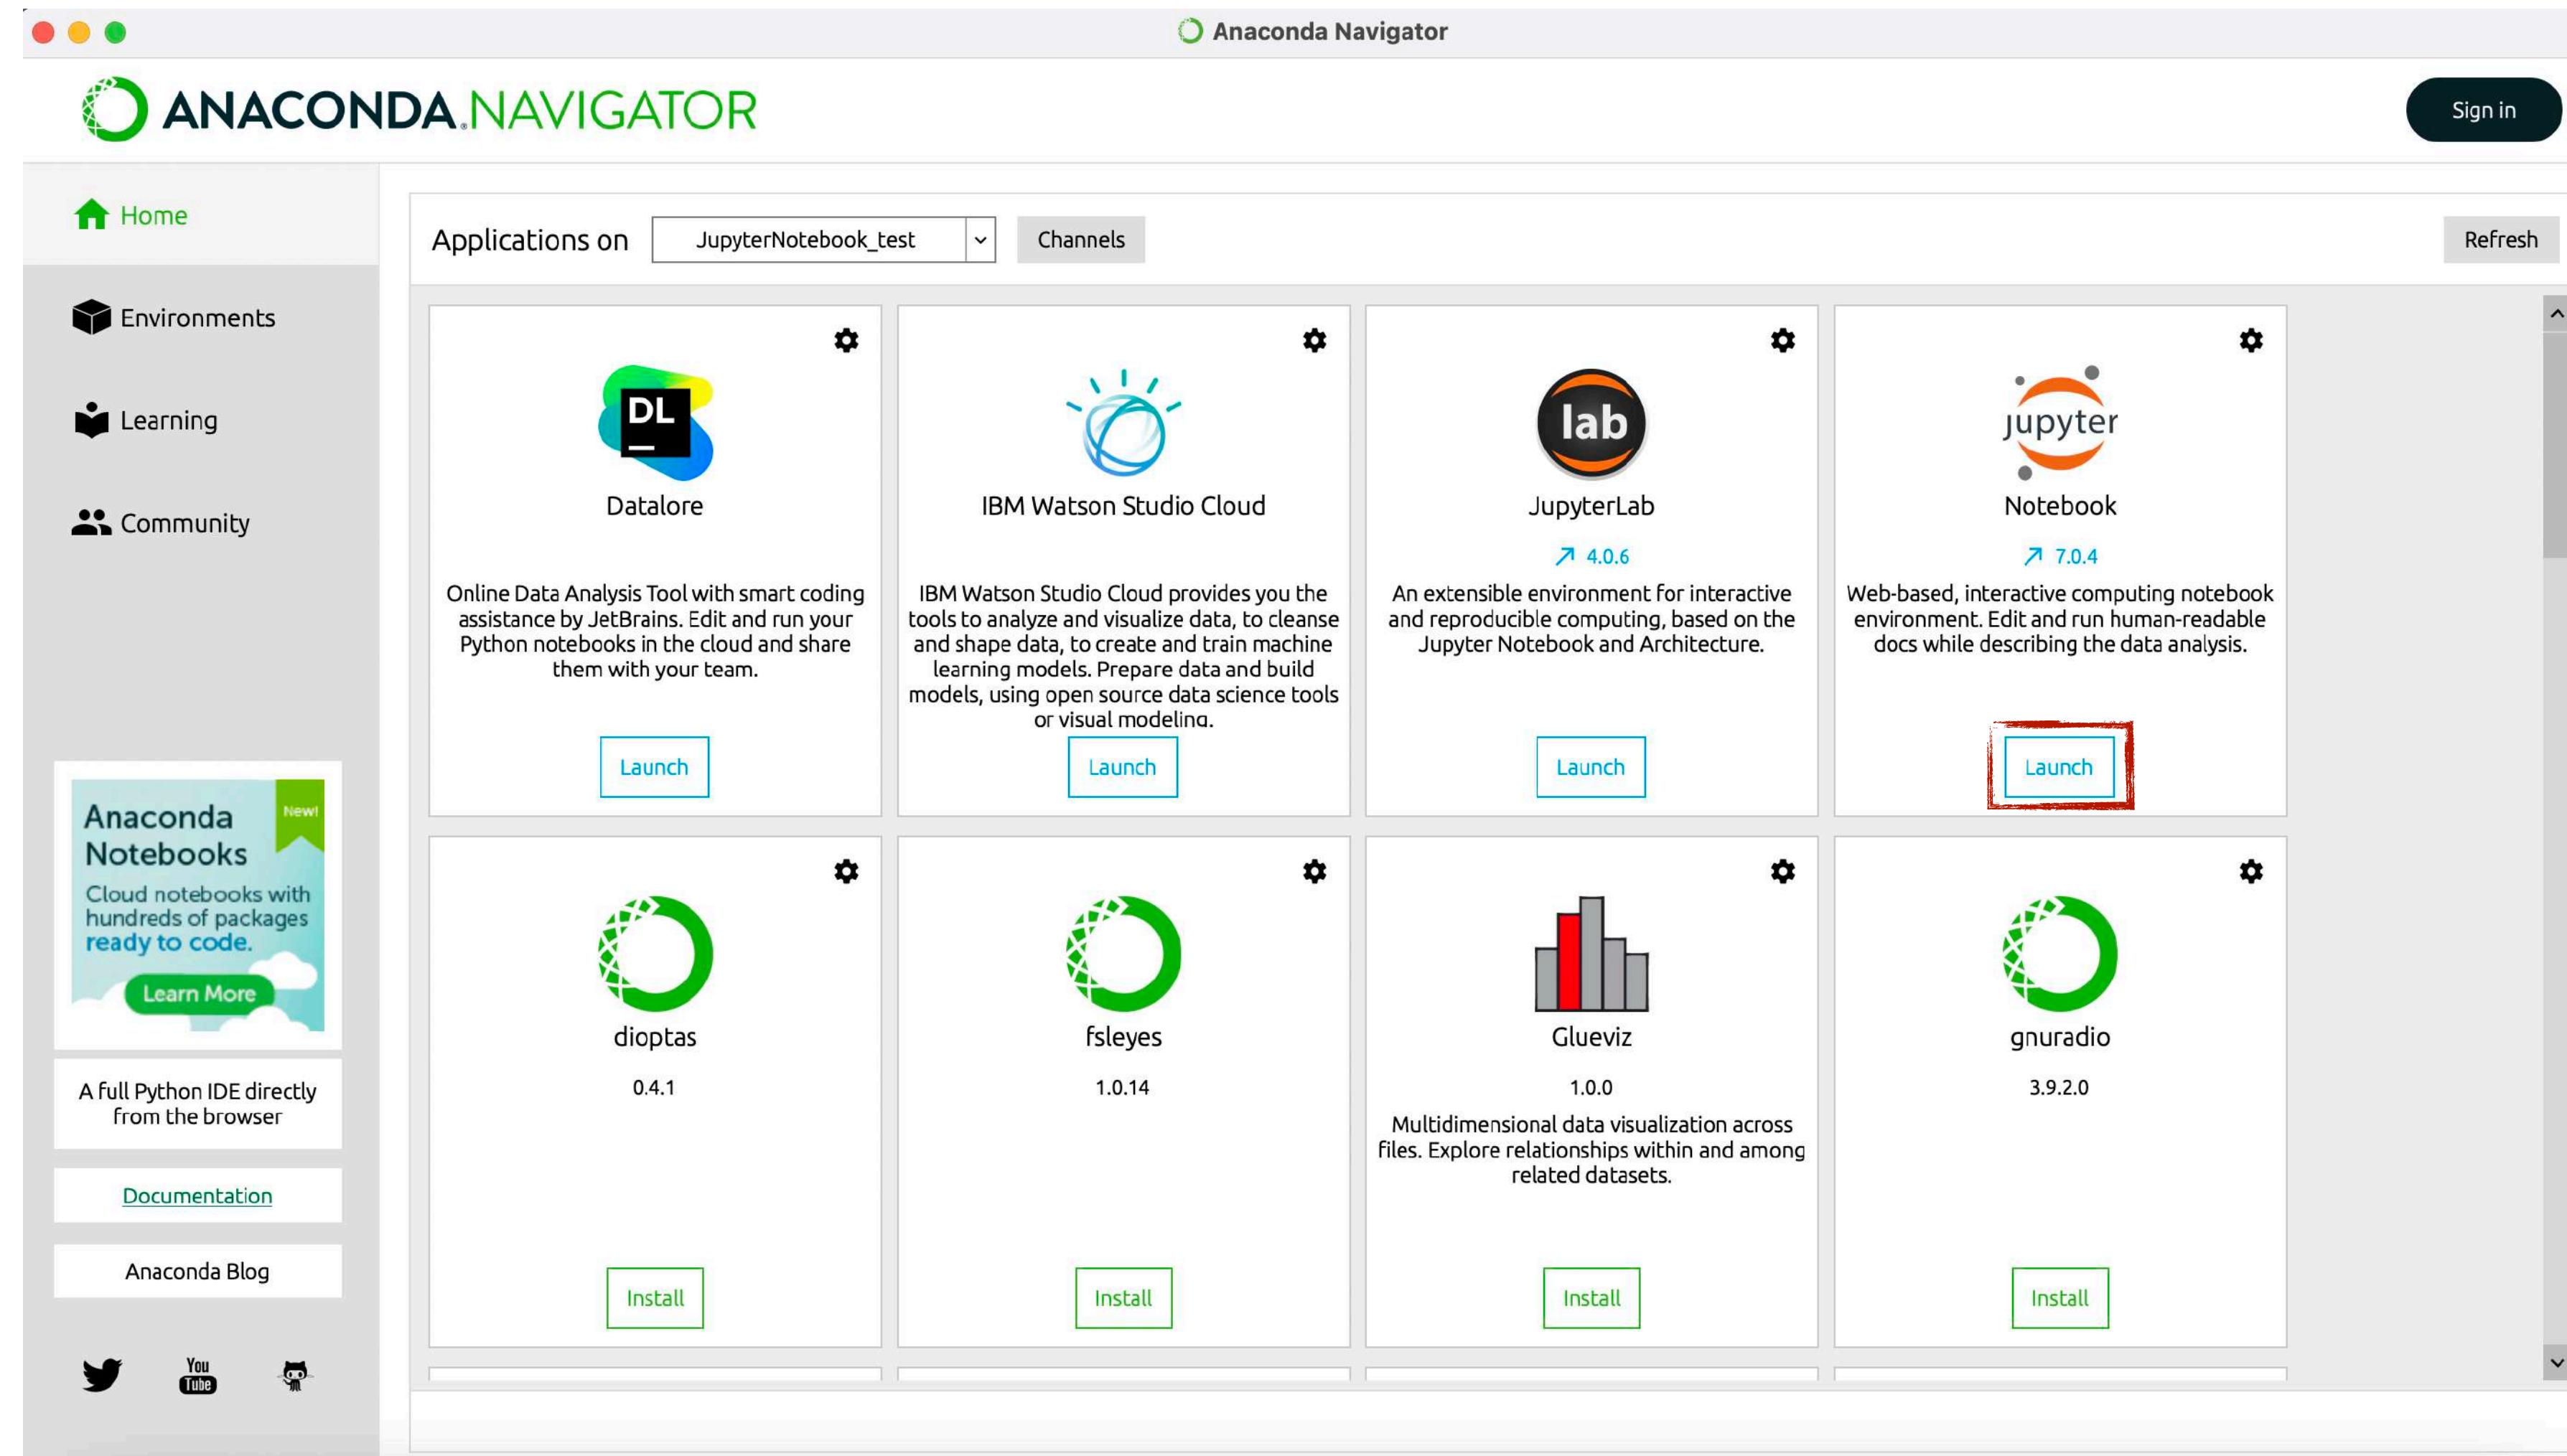 Anaconda Navigator
ANACONDA.NAVIGATOR
Sign in
Home
Environments
Learning
Community
Applications on
JupyterNotebook_test
Channels
Refresh
DL
Datalore
Online Data Analysis Tool with smart coding
assistance by JetBrains. Edit and run your
Python notebooks in the cloud and share
them with your team.
Launch
IBM Watson Studio Cloud
IBM Watson Studio Cloud provides you the
tools to analyze and visualize data, to cleanse
and shape data, to create and train machine
learning models. Prepare data and build
models, using open source data science tools
or visual modeling.
Launch
lab
JupyterLab
4.0.6
An extensible environment for interactive
and reproducible computing, based on the
Jupyter Notebook and Architecture.
Launch
jupyter
Notebook
7.0.4
Web-based, interactive computing notebook
environment. Edit and run human-readable
docs while describing the data analysis.
Launch
dioptas
0.4.1
Install
fsleyes
1.0.14
Install
Glueviz
1.0.0
Multidimensional data visualization across
files. Explore relationships within and among
related datasets.
Install
gnuradio
3.9.2.0
Install
Anaconda
Notebooks
New!
Cloud notebooks with
hundreds of packages
ready to code.
Learn More
A full Python IDE directly
from the browser
Documentation
Anaconda Blog
You
Tube